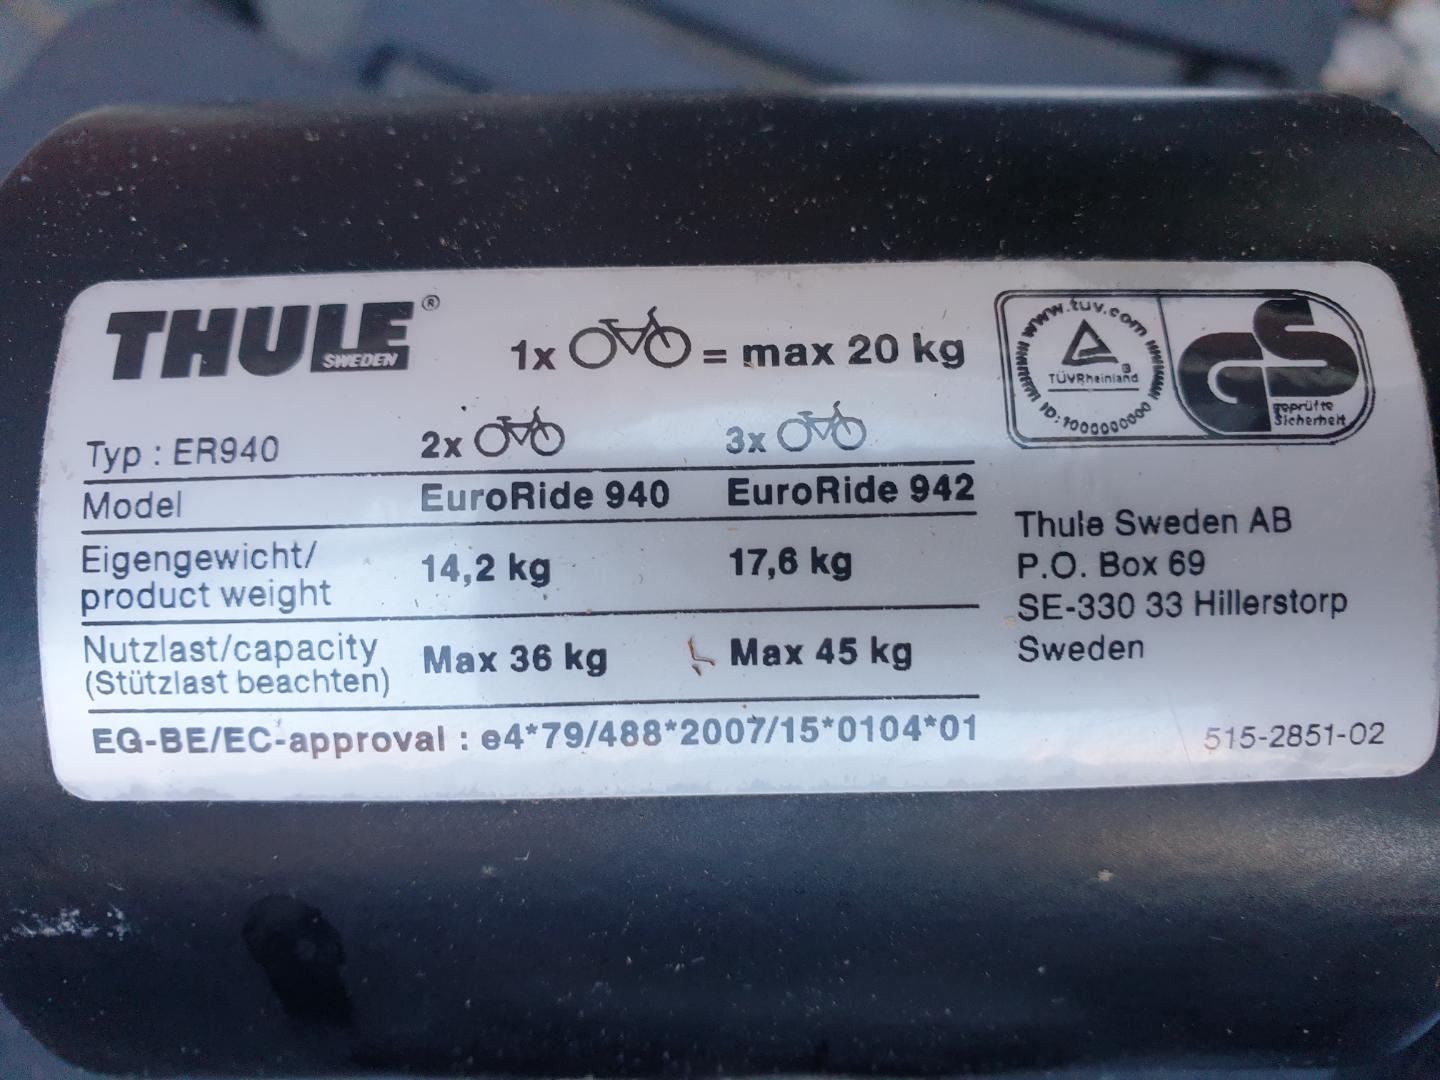 THULE ®
SWEDEN
1x = max 20 kg
www.tuv.com
TÜVRheinland ®
ID: 1000000000
GS
geprüfte
Sicherheit
Typ : ER940 2x 3x
Model EuroRide 940 EuroRide 942
Eigengewicht/
product weight 14,2 kg 17,6 kg
Nutzlast/capacity
(Stützlast beachten) Max 36 kg Max 45 kg
EG-BE/EC-approval : e4*79/488*2007/15*0104*01
Thule Sweden AB
P.O. Box 69
SE-330 33 Hillerstorp
Sweden
515-2851-02